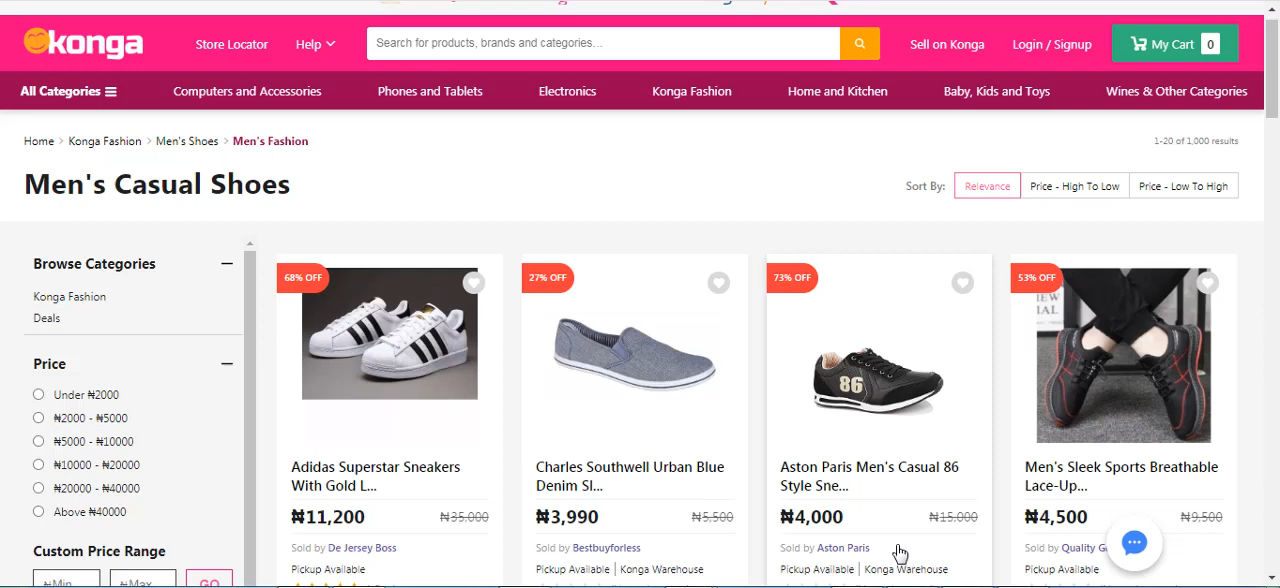 konga
Store Locator
Help
Search for products, brands and categories...
Sell on Konga
Login / Signup
My Cart 0
All Categories
Computers and Accessories
Phones and Tablets
Electronics
Konga Fashion
Home and Kitchen
Baby, Kids and Toys
Wines & Other Categories
Home > Konga Fashion > Men's Shoes > Men's Fashion
1-20 of 1,000 results
Men's Casual Shoes
Sort By:
Relevance
Price - High To Low
Price - Low To High
Browse Categories
Konga Fashion
Deals
Price
Under ₦2000
₦2000 - ₦5000
₦5000 - ₦10000
₦10000 - ₦20000
₦20000 - ₦40000
Above ₦40000
Custom Price Range
₦Min
₦Max
GO
68% OFF
Adidas Superstar Sneakers
With Gold L...
₦11,200 ₦35,000
Sold by De Jersey Boss
Pickup Available
27% OFF
Charles Southwell Urban Blue
Denim Sl...
₦3,990 ₦5,500
Sold by Bestbuyforless
Pickup Available | Konga Warehouse
73% OFF
86
Aston Paris Men's Casual 86
Style Sne...
₦4,000 ₦15,000
Sold by Aston Paris
Pickup Available | Konga Warehouse
53% OFF
Men's Sleek Sports Breathable
Lace-Up...
₦4,500 ₦9,500
Sold by Quality
Pickup Available